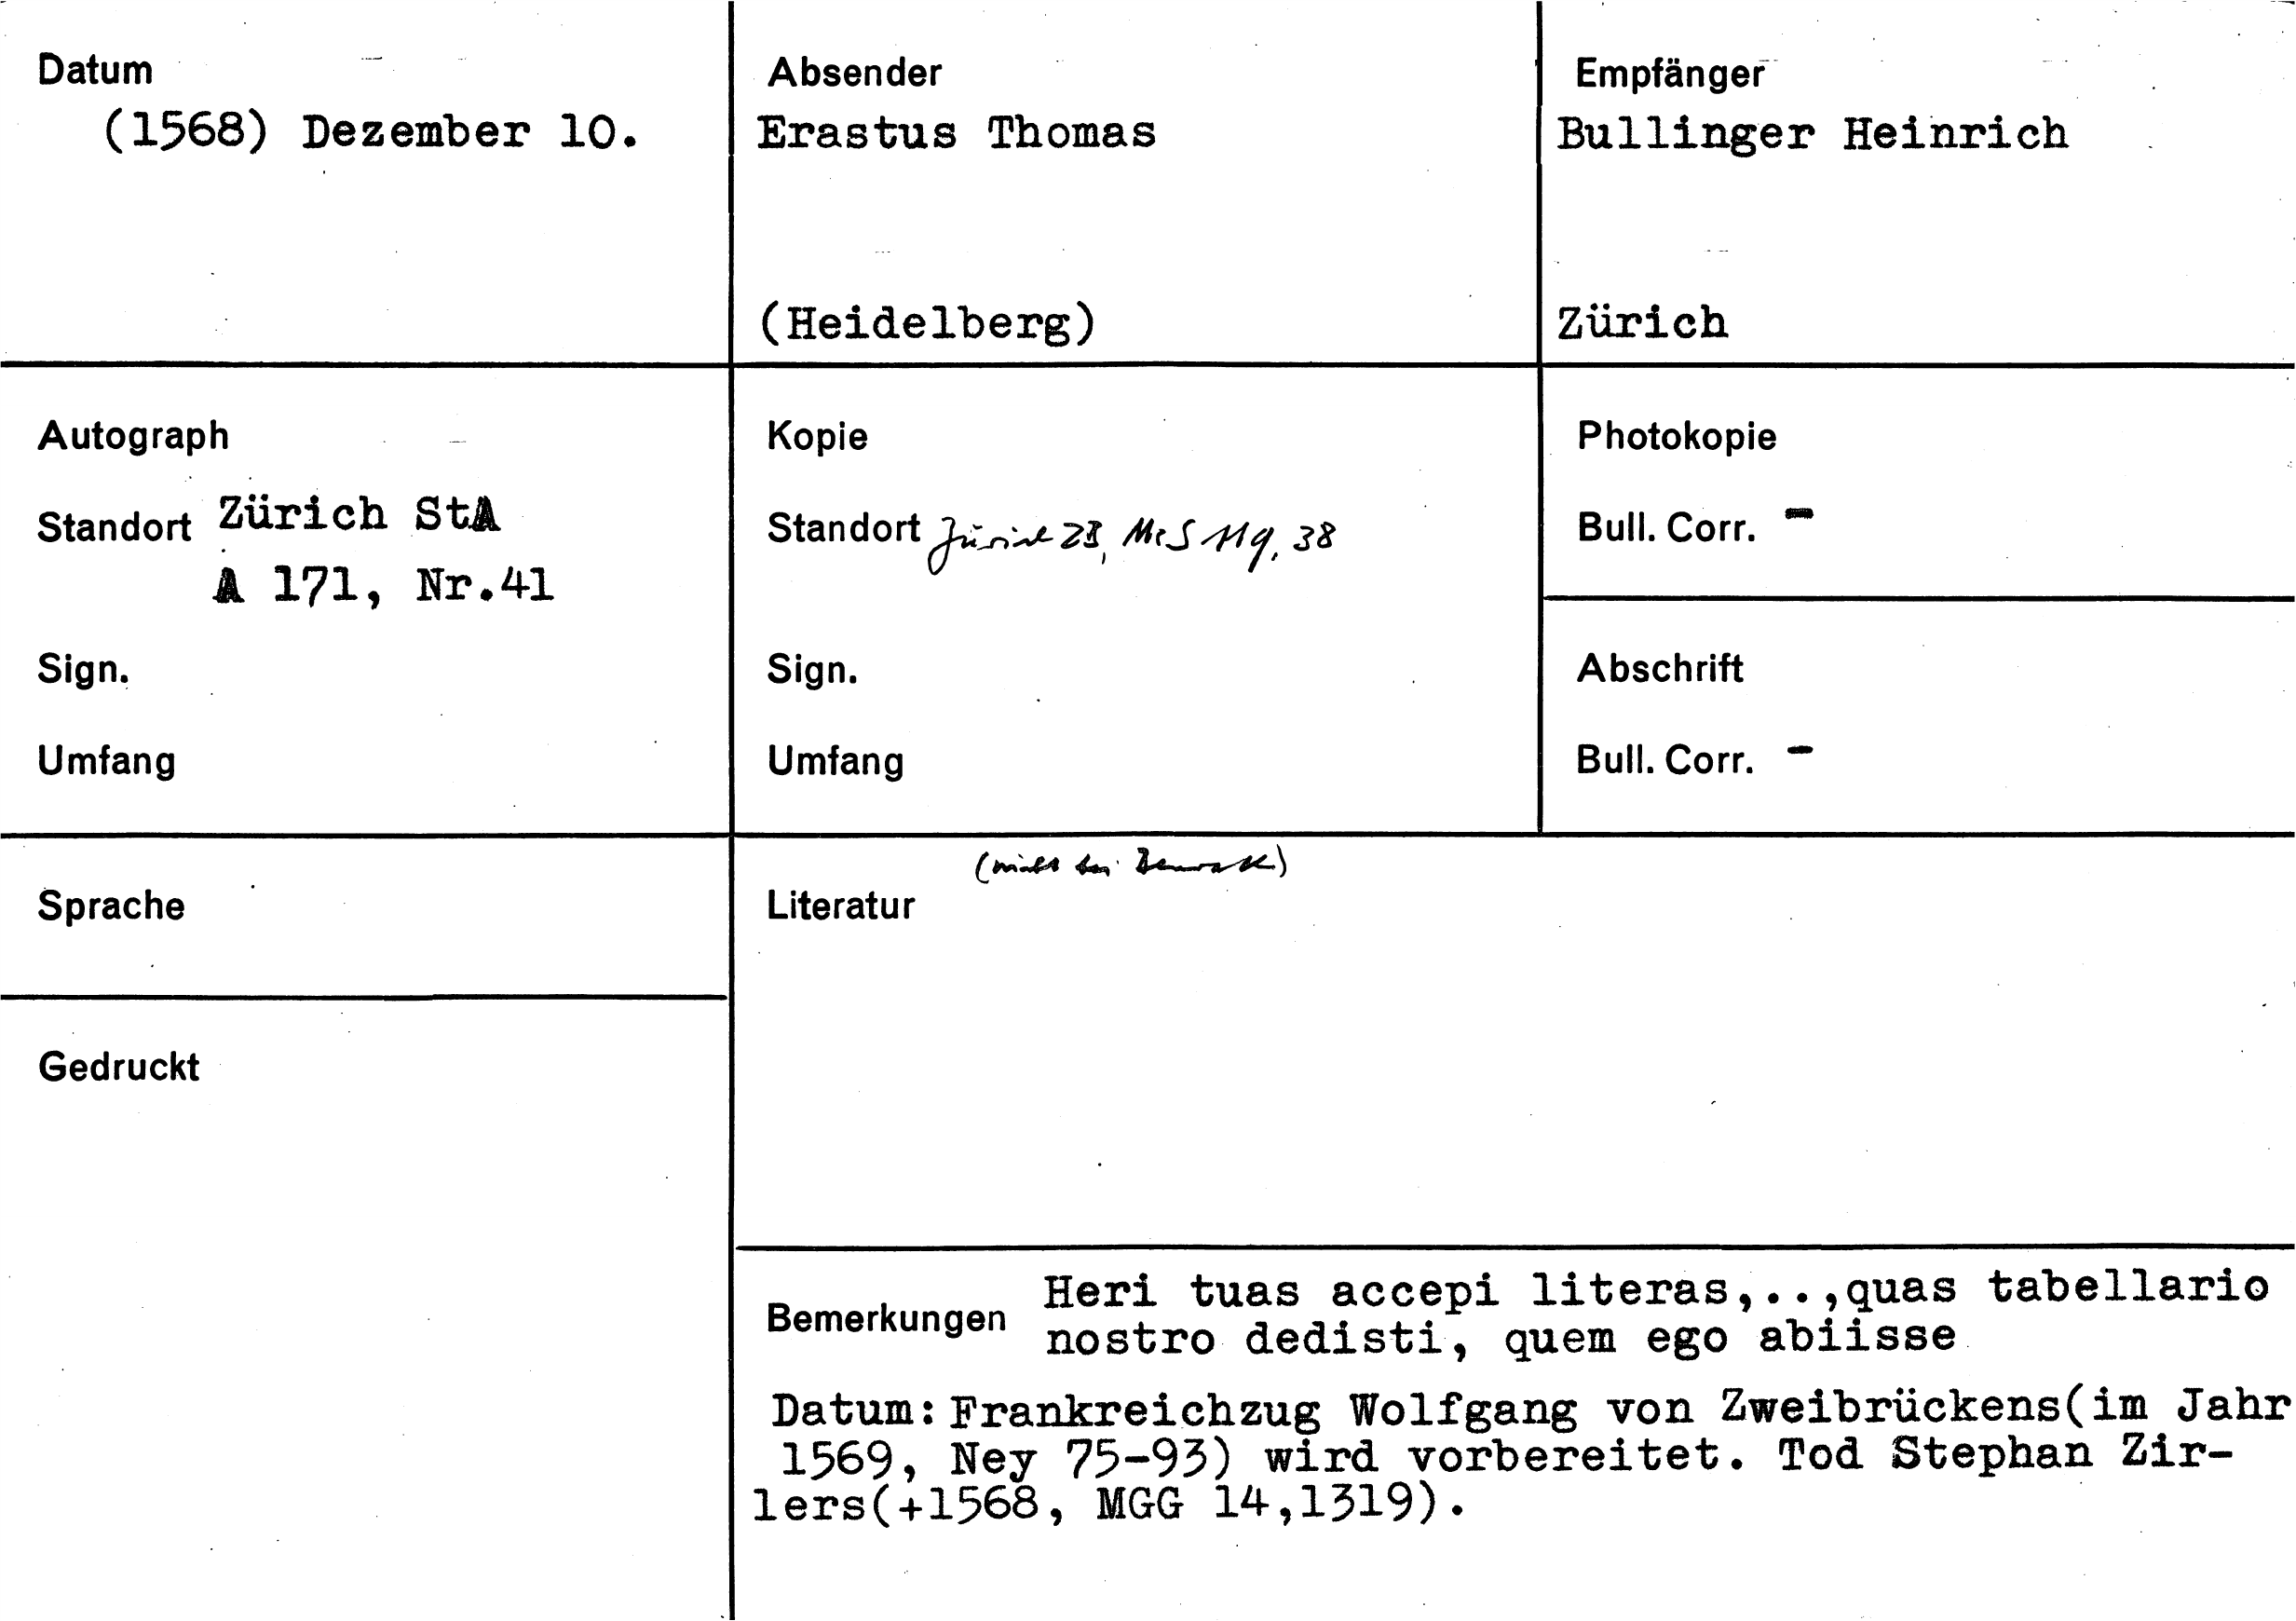 Datum
(1568) Dezember 10.
Absender
Erastus Thomas
(Heidelberg)
Empfänger
Bullinger Heinrich
Zürich
Autograph
Standort Zürich StA
A 171, Nr.41
Sign.
Umfang
Kopie
Standort Zürich ZB, Ms S 119, 38
Sign.
Umfang
Photokopie
Bull. Corr. -
Abschrift
Bull. Corr. -
Sprache
Gedruckt
(nicht bei
Literatur
Bemerkungen Heri tuas accepi literas,..,quas tabellario
nostro dedisti, quem ego abiisse
Datum: Frankreichzug Wolfgang von Zweibrückens(im Jahr
1569, Ney 75-93) wird vorbereitet. Tod Stephan Zir-
lers(+1568, MGG 14,1319).